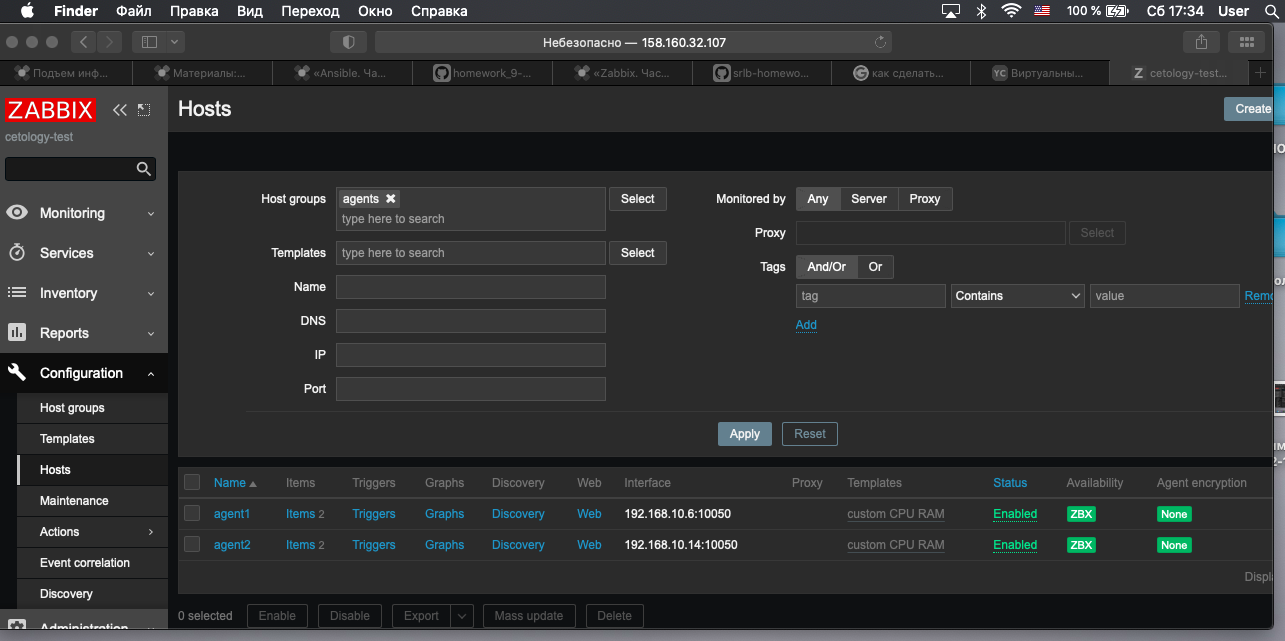 Finder Файл Правка Вид Переход Окно Справка 100 % Сб 17:34 User
Небезопасно — 158.160.32.107
Подъем инф... Материалы:... «Ansible. Ча... homework_9-... «Zabbix. Час... srlb-homewo... как сделать... YC Виртуальны... Z cetology-test...
ZABBIX
cetology-test
Hosts
Create
Monitoring
Services
Inventory
Reports
Configuration
Host groups
Templates
Hosts
Maintenance
Actions
Event correlation
Discovery
Administration
Host groups agents Select
type here to search
Templates type here to search Select
Name
DNS
IP
Port
Monitored by Any Server Proxy
Proxy Select
Tags And/Or Or
tag Contains value Remo
Add
Apply Reset
Name Items Triggers Graphs Discovery Web Interface Proxy Templates Status Availability Agent encryption
agent1 Items 2 Triggers Graphs Discovery Web 192.168.10.6:10050 custom CPU RAM Enabled ZBX None
agent2 Items 2 Triggers Graphs Discovery Web 192.168.10.14:10050 custom CPU RAM Enabled ZBX None
Displa
0 selected Enable Disable Export Mass update Delete